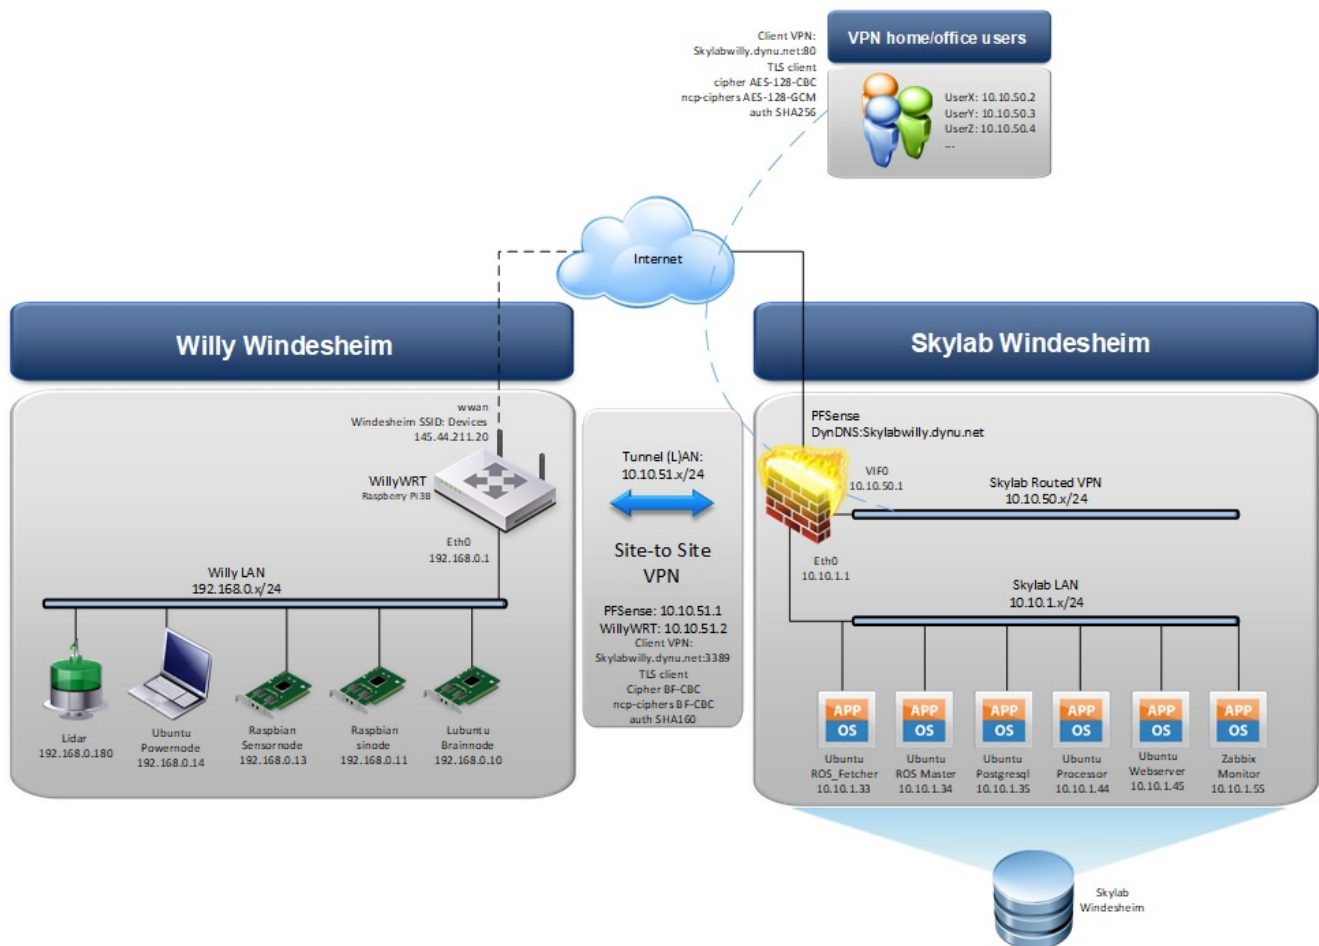 Client VPN:
Skylabwilly.dynu.net:80
TLS client
cipher AES-128-CBC
ncp-ciphers AES-128-GCM
auth SHA256
VPN home/office users
UserX: 10.10.50.2
UserY: 10.10.50.3
UserZ: 10.10.50.4
...
Internet
Willy Windesheim
wwan
Windesheim SSID: Devices
145.44.211.20
WillyWRT
Raspberry Pi3B
Eth0
192.168.0.1
Willy LAN
192.168.0.x/24
Lidar
192.168.0.180
Ubuntu
Powernode
192.168.0.14
Raspbian
Sensornode
192.168.0.13
Raspbian
sinode
192.168.0.11
Lubuntu
Brainnode
192.168.0.10
Tunnel (L)AN:
10.10.51.x/24
Site-to Site
VPN
PFSense: 10.10.51.1
WillyWRT: 10.10.51.2
Client VPN:
Skylabwilly.dynu.net:3389
TLS client
Cipher BF-CBC
ncp-ciphers BF-CBC
auth SHA160
Skylab Windesheim
PFSense
DynDNS:Skylabwilly.dynu.net
VIF0
10.10.50.1
Skylab Routed VPN
10.10.50.x/24
Eth0
10.10.1.1
Skylab LAN
10.10.1.x/24
APP
OS
Ubuntu
ROS_Fetcher
10.10.1.33
APP
OS
Ubuntu
ROS Master
10.10.1.34
APP
OS
Ubuntu
Postgresql
10.10.1.35
APP
OS
Ubuntu
Processor
10.10.1.44
APP
OS
Ubuntu
Webserver
10.10.1.45
APP
OS
Zabbix
Monitor
10.10.1.55
Skylab
Windesheim